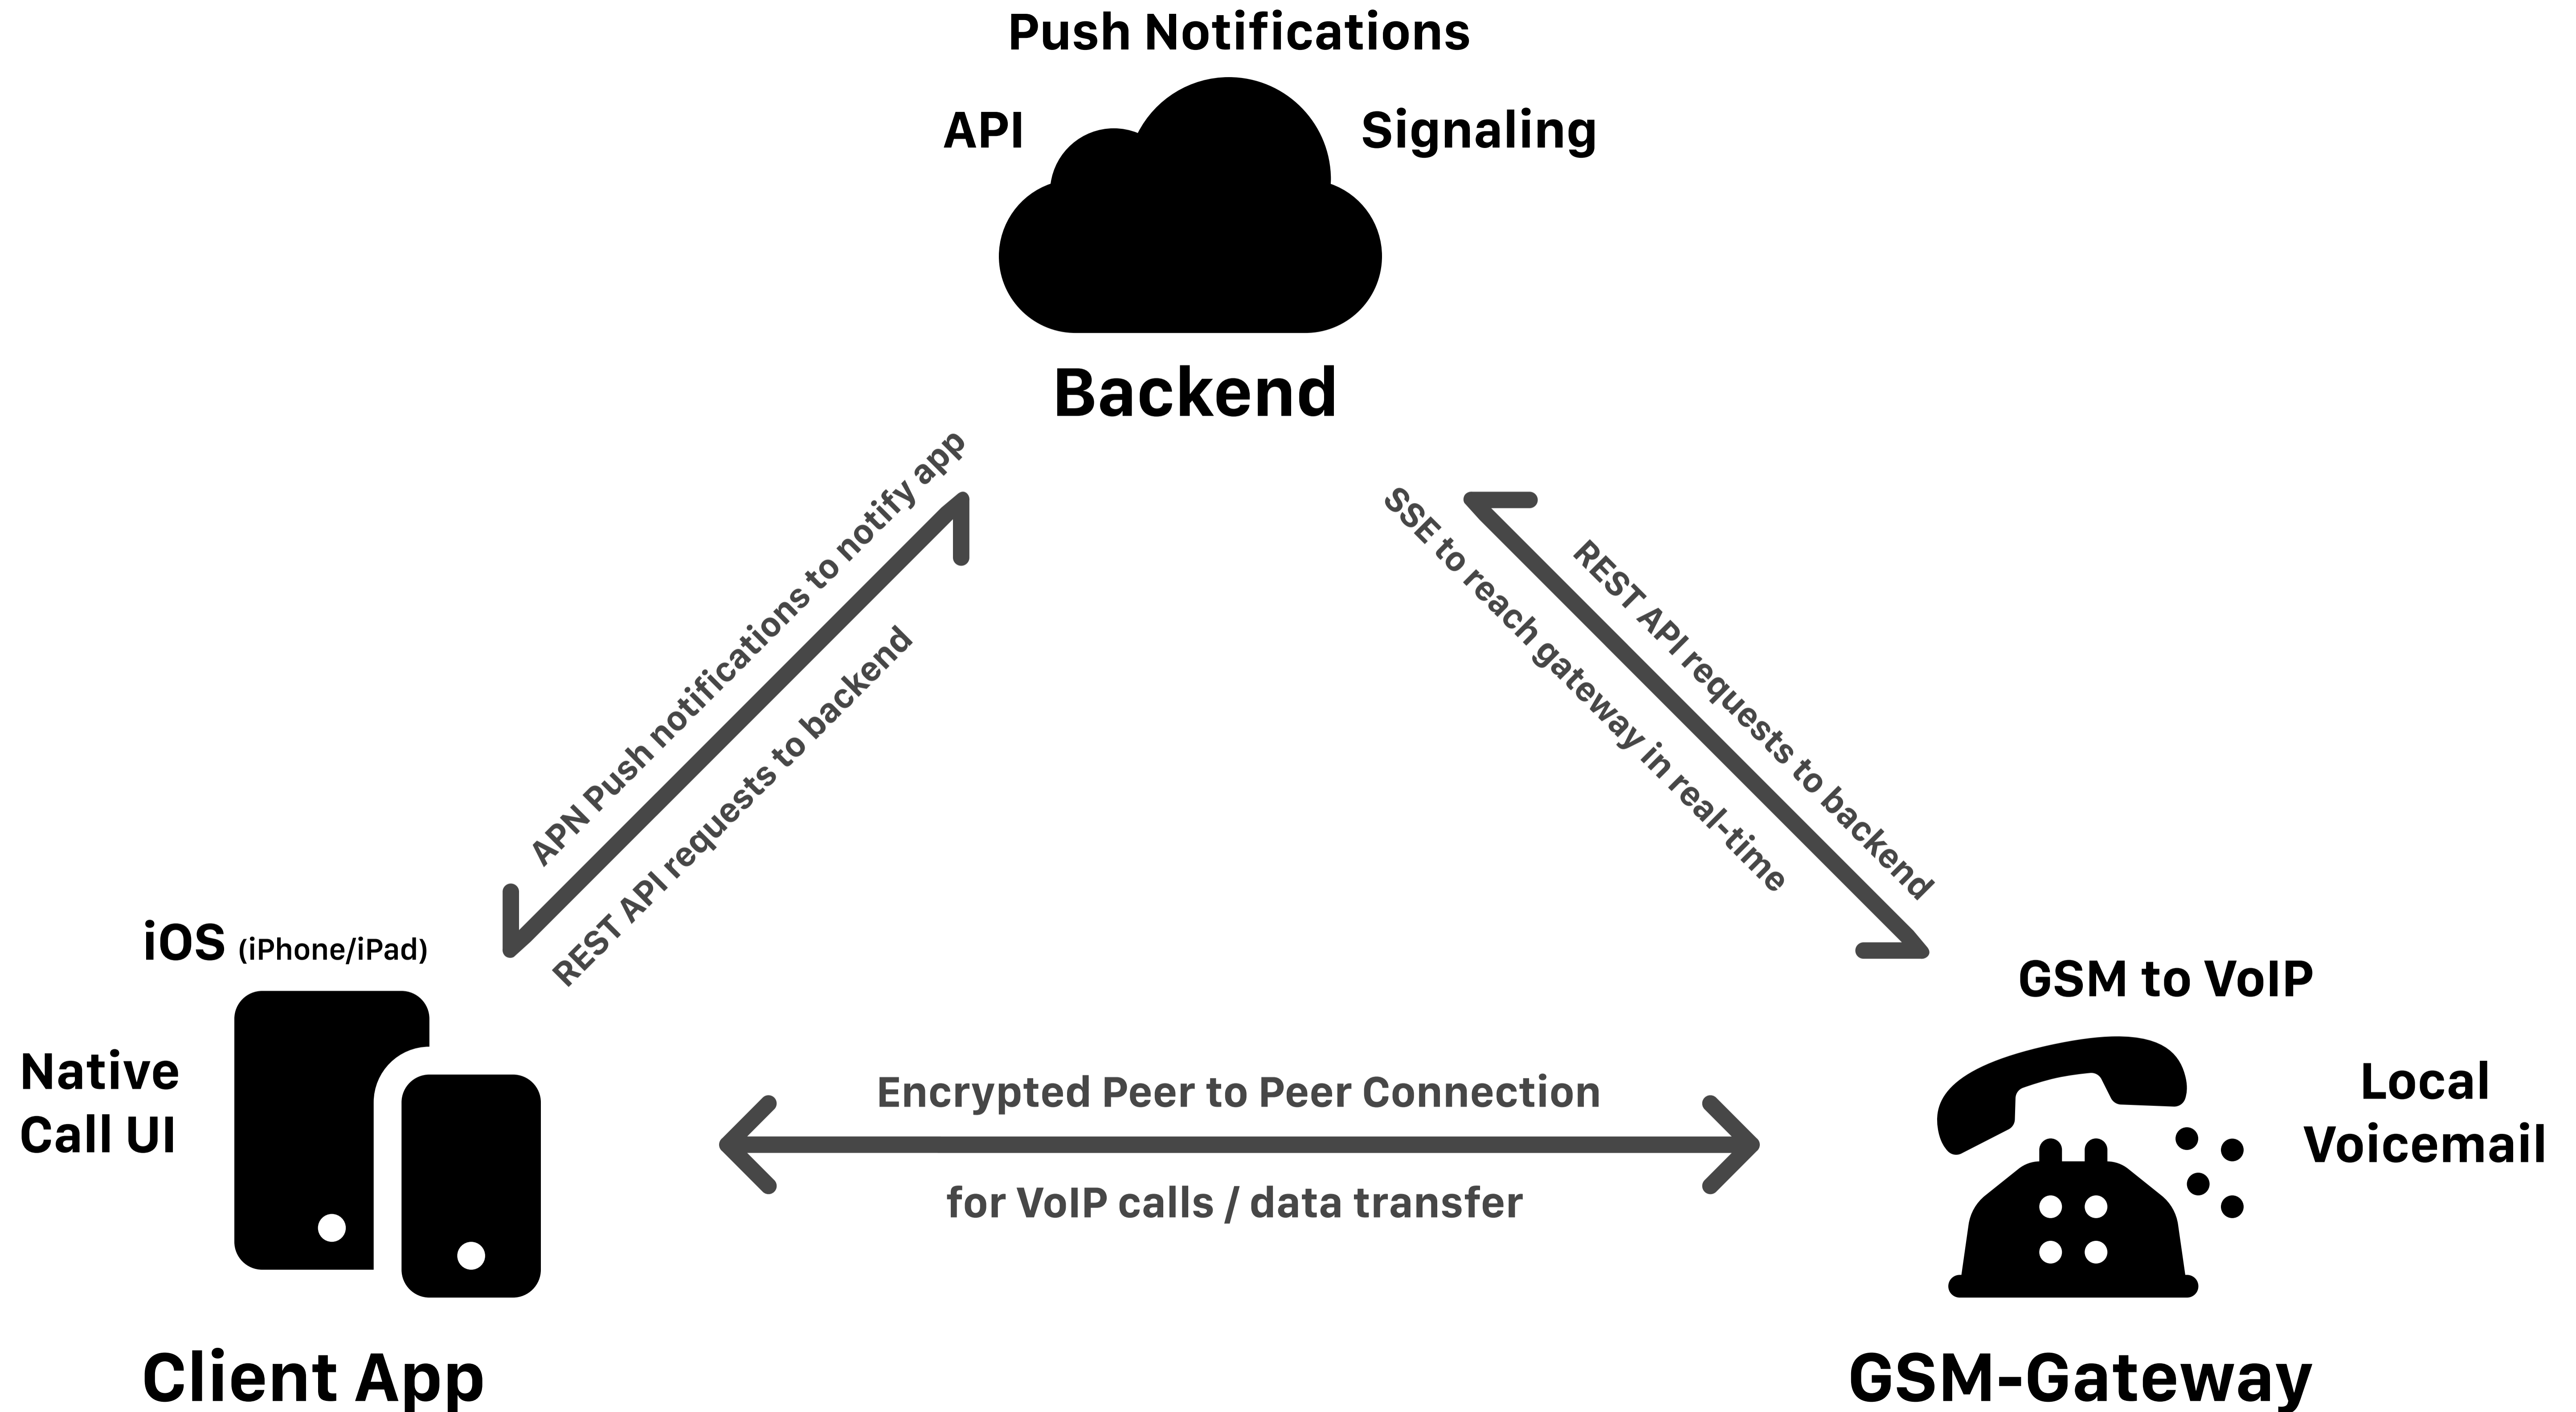 Push Notifications
API
Signaling
Backend
APN Push notifications to notify app
REST API requests to backend
SSE to reach gateway in real-time
REST API requests to backend
iOS (iPhone/iPad)
Native
Call UI
Client App
Encrypted Peer to Peer Connection
for VoIP calls / data transfer
GSM to VoIP
Local
Voicemail
GSM-Gateway